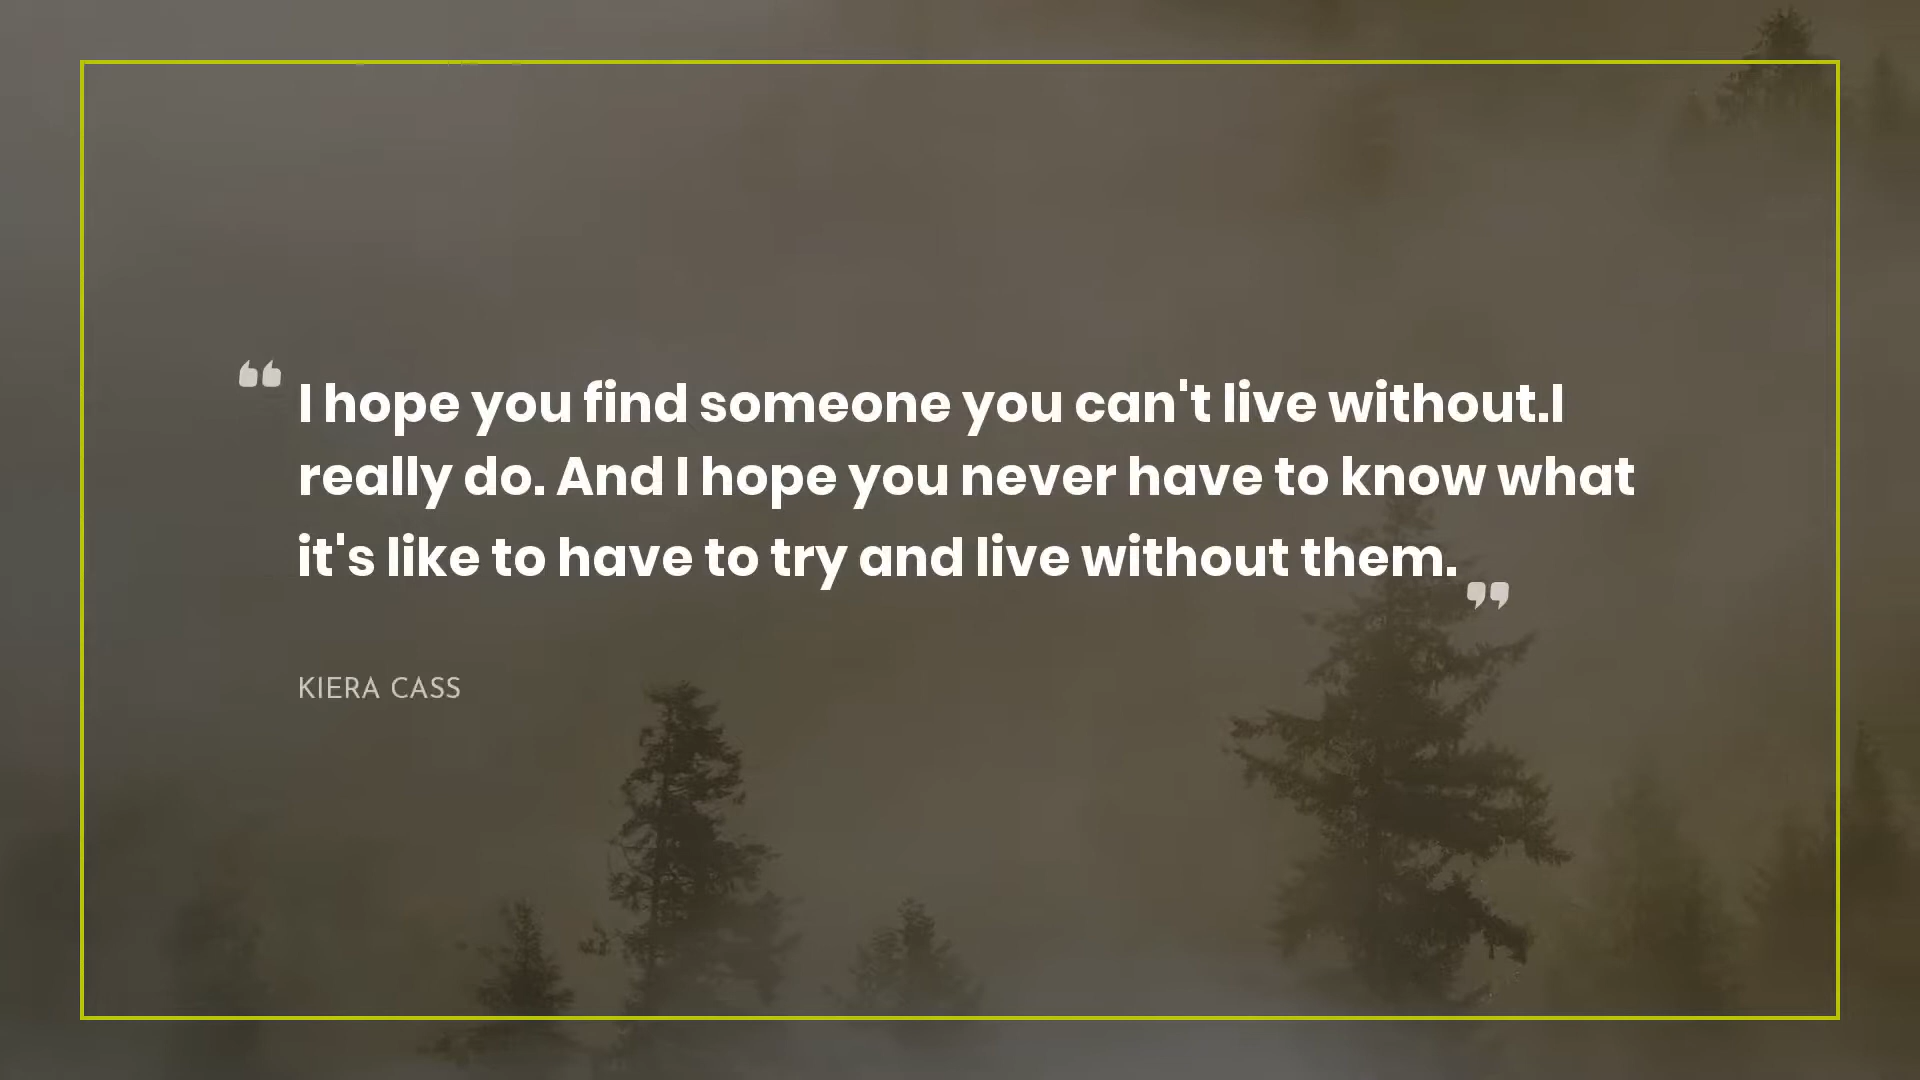 “I hope you find someone you can't live without.I
really do. And I hope you never have to know what
it's like to have to try and live without them.”
KIERA CASS